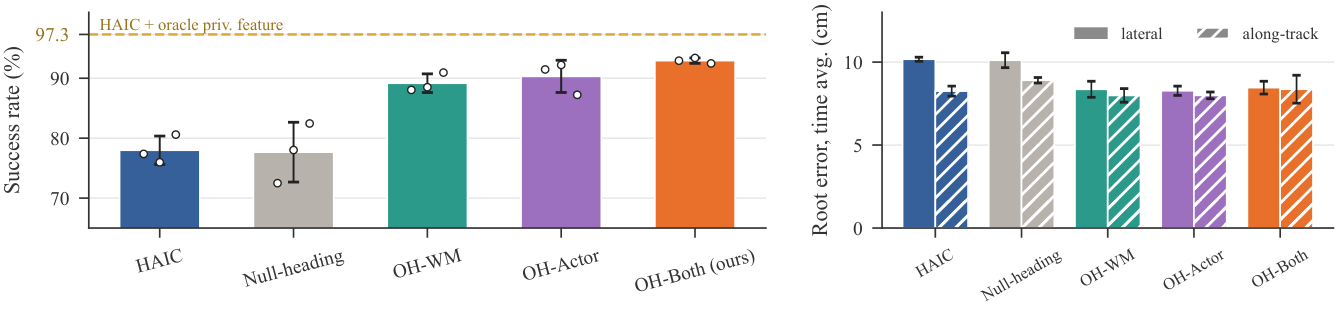 HAIC + oracle priv. feature
97.3
90
80
70
Success rate (%)
HAIC
Null-heading
OH-WM
OH-Actor
OH-Both (ours)
lateral
along-track
10
5
0
Root error, time avg. (cm)
HAIC
Null-heading
OH-WM
OH-Actor
OH-Both